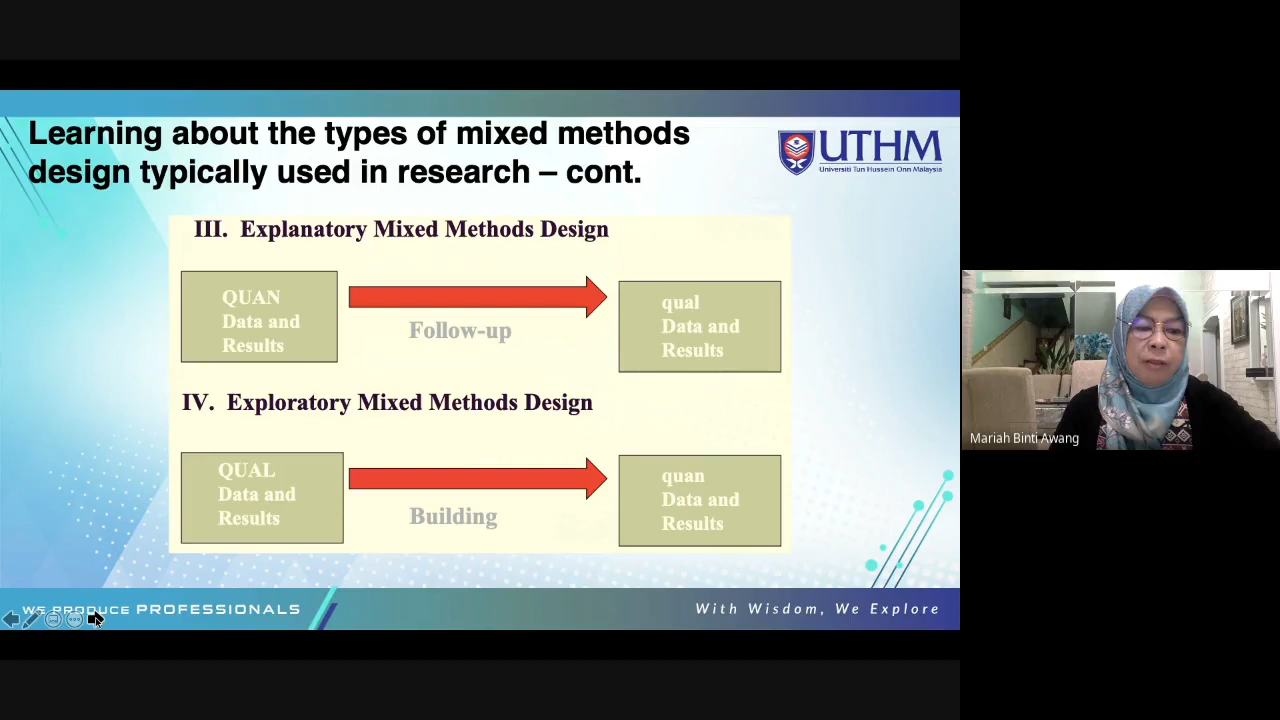 Learning about the types of mixed methods
design typically used in research – cont.
UTHM
Universiti Tun Hussein Onn Malaysia
III. Explanatory Mixed Methods Design
QUAN
Data and
Results
Follow-up
qual
Data and
Results
IV. Exploratory Mixed Methods Design
QUAL
Data and
Results
Building
quan
Data and
Results
Mariah Binti Awang
WE PRODUCE PROFESSIONALS
With Wisdom, We Explore